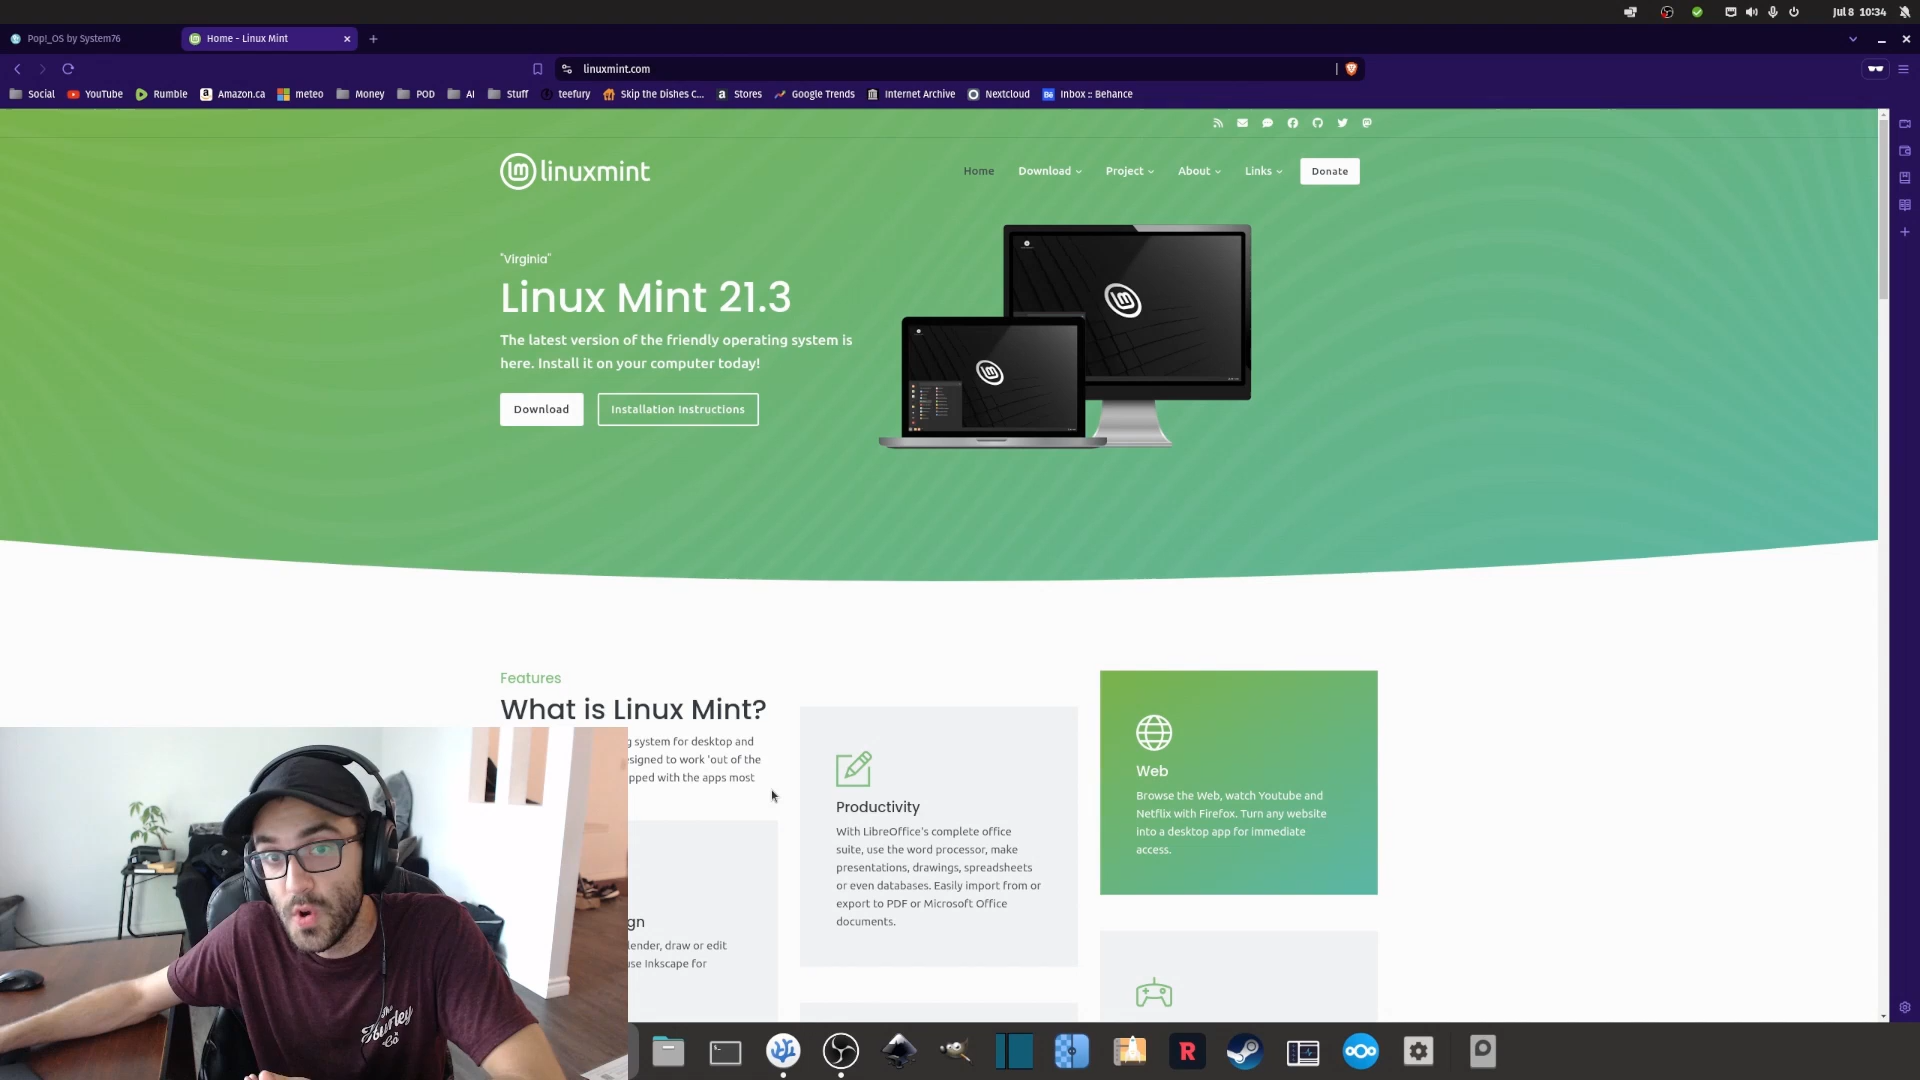 Jul 8 10:34
Pop!_OS by System76
Home - Linux Mint
linuxmint.com
Social YouTube Rumble Amazon.ca meteo Money POD AI Stuff teefury Skip the Dishes C... Stores Google Trends Internet Archive Nextcloud Inbox :: Behance
linuxmint
Home Download Project About Links Donate
"Virginia"
Linux Mint 21.3
The latest version of the friendly operating system is
here. Install it on your computer today!
Download Installation Instructions
Features
What is Linux Mint?
g system for desktop and
signed to work 'out of the
pped with the apps most
gn
lender, draw or edit
use Inkscape for
Productivity
With LibreOffice's complete office
suite, use the word processor, make
presentations, drawings, spreadsheets
or even databases. Easily import from or
export to PDF or Microsoft Office
documents.
Web
Browse the Web, watch Youtube and
Netflix with Firefox. Turn any website
into a desktop app for immediate
access.
The
Co
R